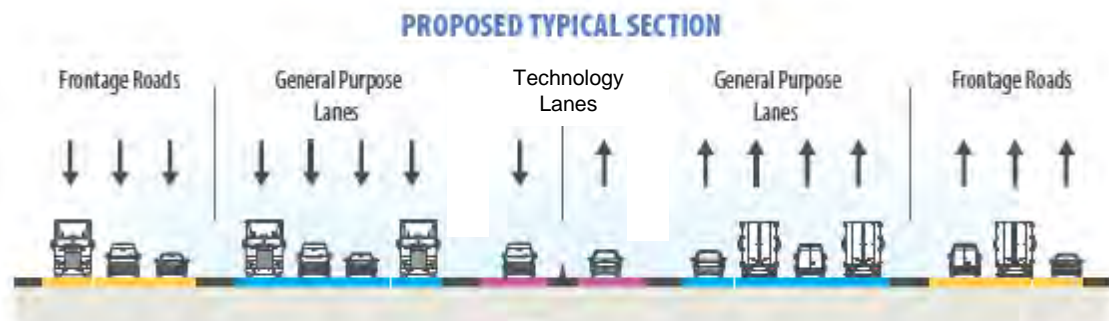 PROPOSED TYPICAL SECTION
Frontage Roads
General Purpose
Lanes
Technology
Lanes
General Purpose
Lanes
Frontage Roads